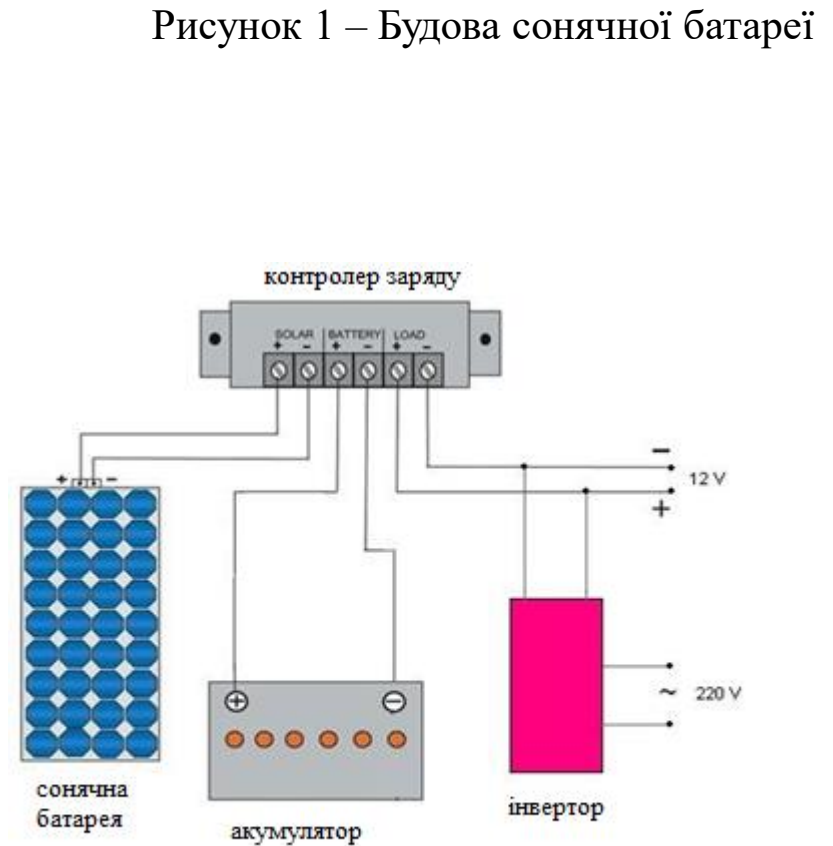 Рисунок 1 – Будова сонячної батареї
контролер заряду
SOLAR | BATTERY | LOAD
+ − + − + −
+ −
−
12 V
+
+ −
~ 220 V
сонячна
батарея
акумулятор
інвертор